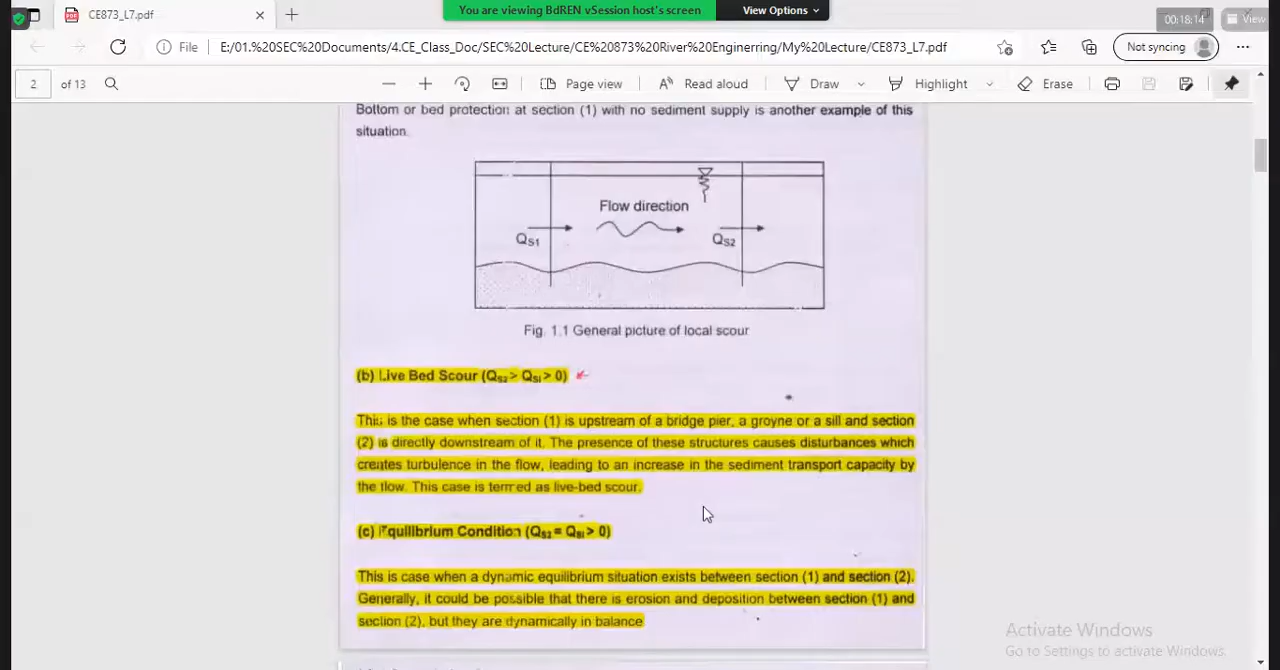 CE873_L7.pdf
You are viewing BdREN vSession host's screen
View Options
00:18:14
View
File
E:/01.%20SEC%20Documents/4.CE_Class_Doc/SEC%20Lecture/CE%20873%20River%20Enginerring/My%20Lecture/CE873_L7.pdf
Not syncing
2 of 13
Page view
Read aloud
Draw
Highlight
Erase
Bottom or bed protection at section (1) with no sediment supply is another example of this
situation.
Flow direction
QS1
QS2
Fig. 1.1 General picture of local scour
(b) Live Bed Scour (QS2 > QSI > 0)
This is the case when section (1) is upstream of a bridge pier, a groyne or a sill and section
(2) is directly downstream of it. The presence of these structures causes disturbances which
creates turbulence in the flow, leading to an increase in the sediment transport capacity by
the flow. This case is termed as live-bed scour.
(c) Equilibrium Condition (QS2 = QSI > 0)
This is case when a dynamic equilibrium situation exists between section (1) and section (2).
Generally, it could be possible that there is erosion and deposition between section (1) and
section (2), but they are dynamically in balance
Activate Windows
Go to Settings to activate Windows.